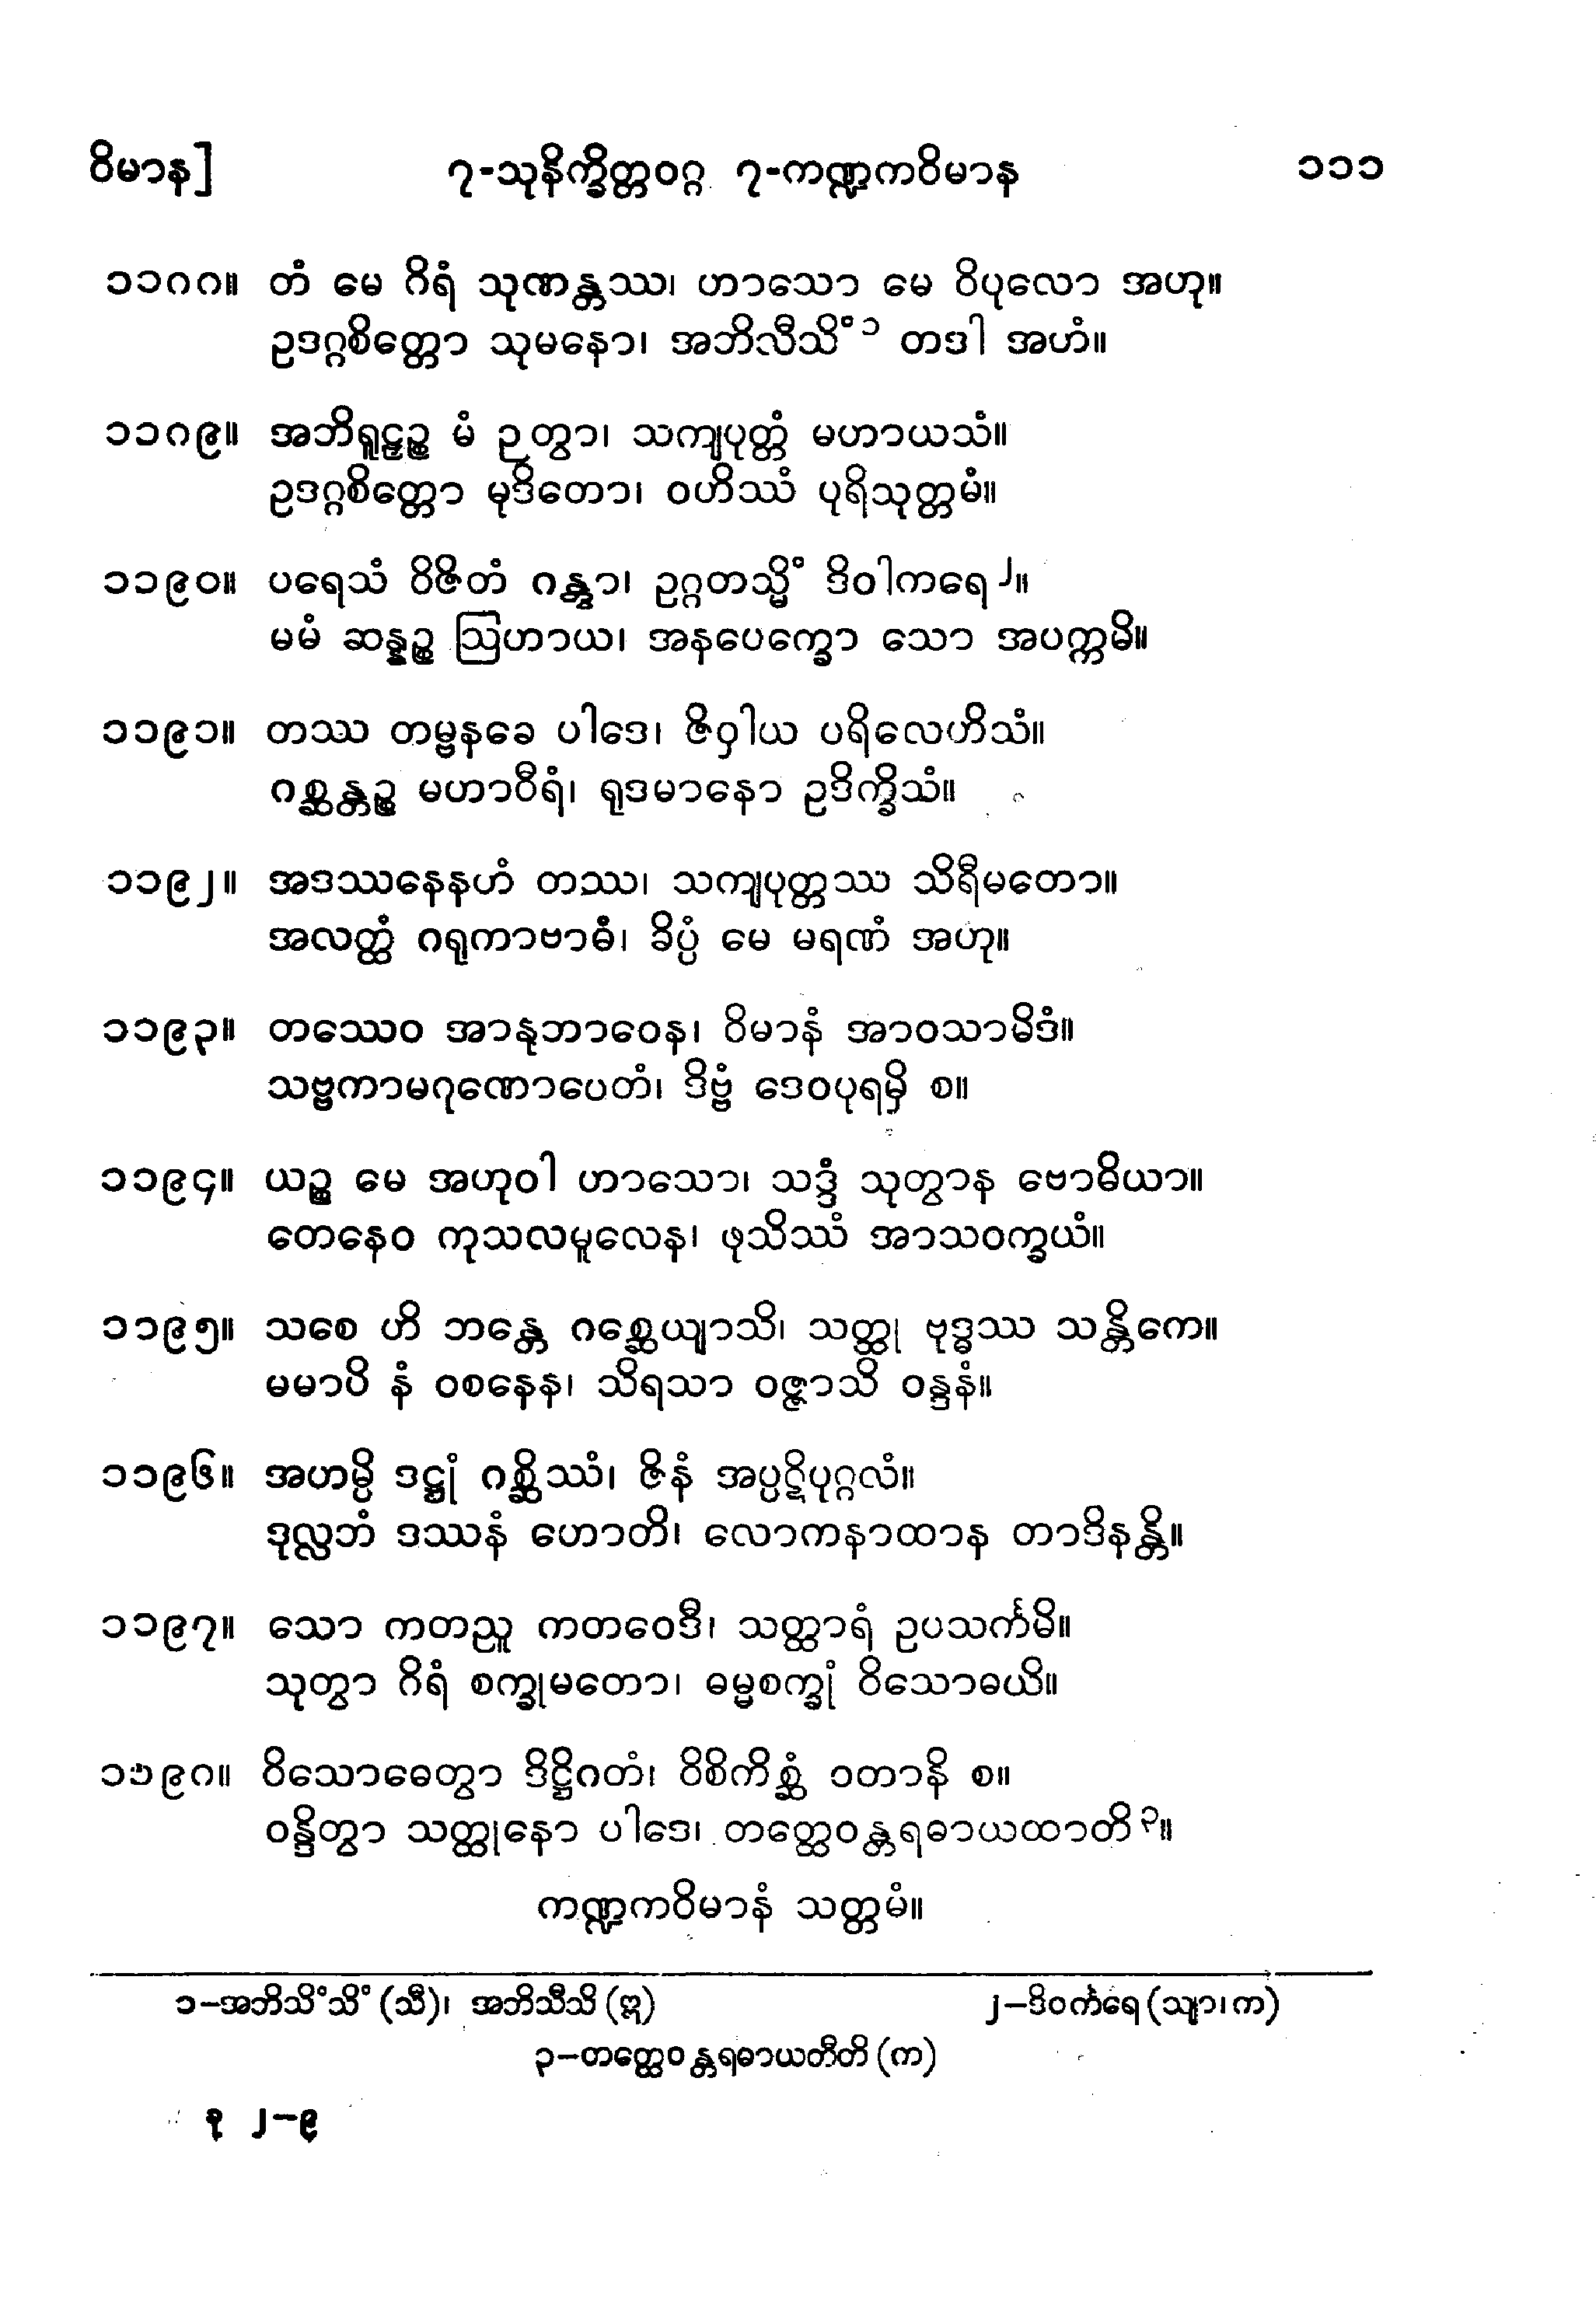 ဝိမာန] ၇-သုနိက္ခိတ္တဝဂ္ဂ ၇-ကဏ္ဍကဝိမာန ၁၁၁
၁၁၈၈။ တံ မေ ဂိရံ သုဏန္တဿ၊ ဟာသော မေ ဝိပုလော အဟု။
ဥဒဂ္ဂစိတ္တော သုမနော၊ အဘိလီသိံ ၁ တဒါ အဟံ။
၁၁၈၉။ အဘိရူဠှဉ္စ မံ ဉတွာ၊ သကျပုတ္တံ မဟာယသံ။
ဥဒဂ္ဂစိတ္တော မုဒိတော၊ ဝဟိဿံ ပုရိသုတ္တမံ။
၁၁၉၀။ ပရေသံ ဝိဇိတံ ဂန္တွာ၊ ဥဂ္ဂတသ္မိံ ဒိဝါကရေ ၂။
မမံ ဆန္နဉ္စ ဩဟာယ၊ အနပေက္ခော သော အပက္ကမိ။
၁၁၉၁။ တဿ တမ္ဗနခေ ပါဒေ၊ ဇိဝှါယ ပရိလေဟိသံ။
ဂစ္ဆန္တဉ္စ မဟာဝီရံ၊ ရုဒမာနော ဥဒိက္ခိသံ။
၁၁၉၂။ အဒဿနေနဟံ တဿ၊ သကျပုတ္တဿ သိရီမတော။
အလတ္ထံ ဂရုကာဗာဓံ၊ ခိပ္ပံ မေ မရဏံ အဟု။
၁၁၉၃။ တဿေဝ အာနုဘာဝေန၊ ဝိမာနံ အာဝသာမိဒံ။
သဗ္ဗကာမဂုဏောပေတံ၊ ဒိဗ္ဗံ ဒေဝပုရမှိ စ။
၁၁၉၄။ ယဉ္စ မေ အဟုဝါ ဟာသော၊ သဒ္ဒံ သုတွာန ဗောဓိယာ။
တေနေဝ ကုသလမူလေန၊ ဖုသိဿံ အာသဝက္ခယံ။
၁၁၉၅။ သစေ ဟိ ဘန္တေ ဂစ္ဆေယျာသိ၊ သတ္ထု ဗုဒ္ဓဿ သန္တိကေ။
မမာပိ နံ ဝစနေန၊ သိရသာ ဝဇ္ဇာသိ ဝန္ဒနံ။
၁၁၉၆။ အဟမ္ပိ ဒဋ္ဌုံ ဂစ္ဆိဿံ၊ ဇိနံ အပ္ပဋိပုဂ္ဂလံ။
ဒုလ္လဘံ ဒဿနံ ဟောတိ၊ လောကနာထာန တာဒိနန္တိ။
၁၁၉၇။ သော ကတညူ ကတဝေဒီ၊ သတ္ထာရံ ဥပသင်္ကမိ။
သုတွာ ဂိရံ စက္ခုမတော၊ ဓမ္မစက္ခုံ ဝိသောဓယိ။
၁၁၉၈။ ဝိသောဓေတွာ ဒိဋ္ဌိဂတံ၊ ဝိစိကိစ္ဆံ ဝတာနိ စ။
ဝန္ဒိတွာ သတ္ထုနော ပါဒေ၊ တတ္ထေဝန္တရဓာယထာတိ ၃။
ကဏ္ဍကဝိမာနံ သတ္တမံ။
၁–အဘိသိံသိံ (သီ)၊ အဘိသီသိ (ဣ) ၂–ဒိဝင်္ကရေ (သျာ၊ က)
၃–တတ္ထေဝန္တရဓာယတီတိ (က)
ခု ၂–၉